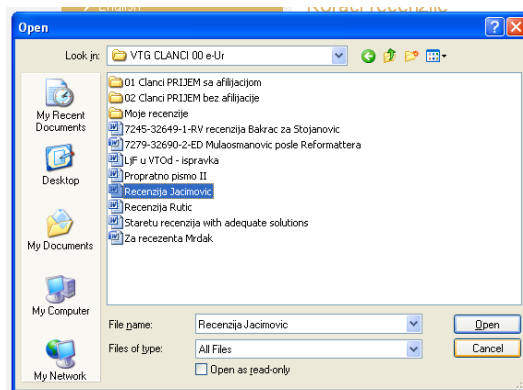 English
Koraci recenzije
Open
Look in:
VTG CLANCI 00 e-Ur
My Recent
Documents
Desktop
My Documents
My Computer
My Network
01 Clanci PRIJEM sa afilijacijom
02 Clanci PRIJEM bez afilijacije
Moje recenzije
7245-32649-1-RV recenzija Bakrac za Stojanovic
7279-32690-2-ED Mulaosmanovic posle Reformattera
LjF u VTOd - ispravka
Propratno pismo II
Recenzija Jacimovic
Recenzija Rutic
Staretu recenzija with adequate solutions
Za recezenta Mrdak
File name:
Recenzija Jacimovic
Open
Files of type:
All Files
Cancel
Open as read-only